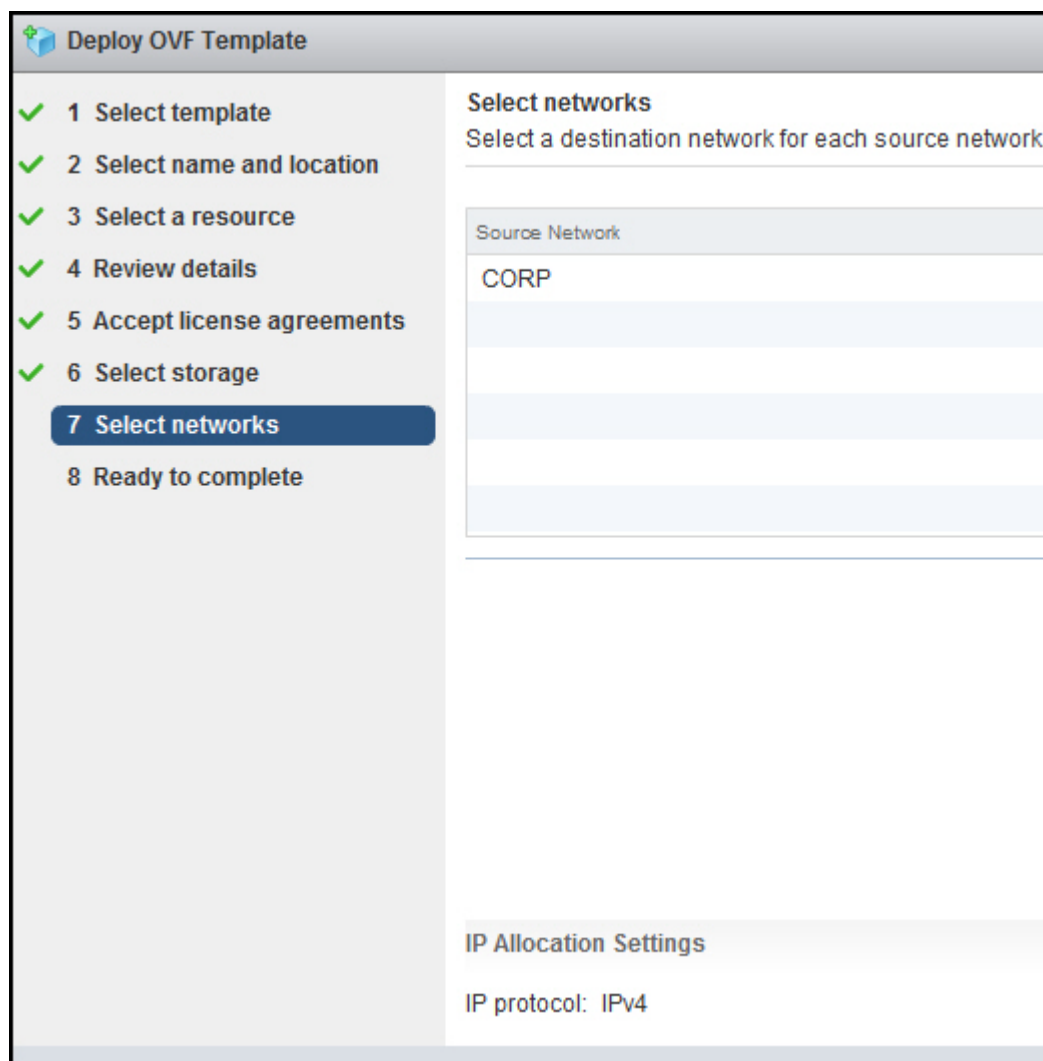 Deploy OVF Template
1 Select template
2 Select name and location
3 Select a resource
4 Review details
5 Accept license agreements
6 Select storage
7 Select networks
8 Ready to complete
Select networks
Select a destination network for each source network
Source Network
CORP
IP Allocation Settings
IP protocol: IPv4